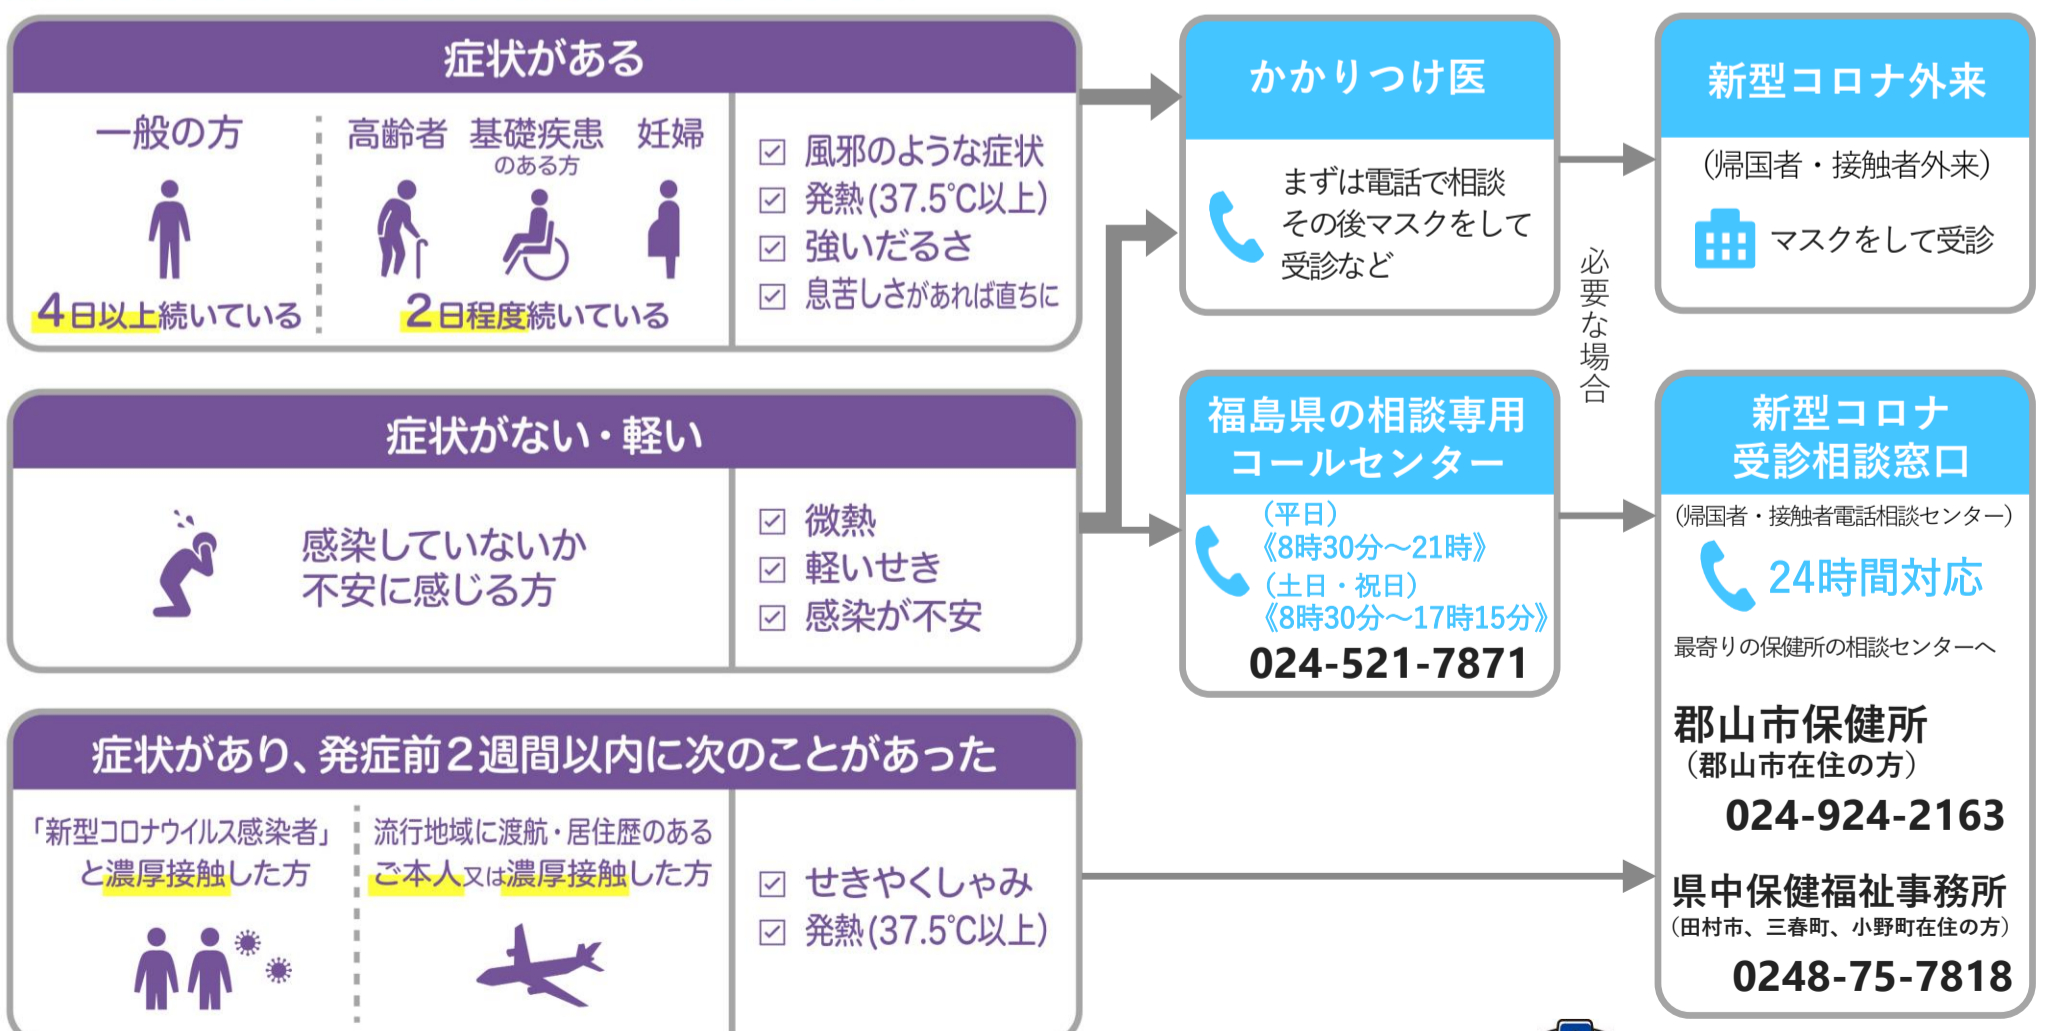 症状がある
一般の方
4日以上続いている
高齢者 基礎疾患 妊婦
のある方
2日程度続いている
風邪のような症状
発熱(37.5℃以上)
強いだるさ
息苦しさがあれば直ちに
かかりつけ医
まずは電話で相談
その後マスクをして
受診など
新型コロナ外来
(帰国者・接触者外来)
マスクをして受診
必要な場合
症状がない・軽い
感染していないか
不安に感じる方
微熱
軽いせき
感染が不安
福島県の相談専用
コールセンター
(平日)
《8時30分〜21時》
(土日・祝日)
《8時30分〜17時15分》
024-521-7871
新型コロナ
受診相談窓口
(帰国者・接触者電話相談センター)
24時間対応
最寄りの保健所の相談センターへ
郡山市保健所
(郡山市在住の方)
024-924-2163
県中保健福祉事務所
(田村市、三春町、小野町在住の方)
0248-75-7818
症状があり、発症前2週間以内に次のことがあった
「新型コロナウイルス感染者」
と濃厚接触した方
流行地域に渡航・居住歴のある
ご本人又は濃厚接触した方
せきやくしゃみ
発熱(37.5℃以上)